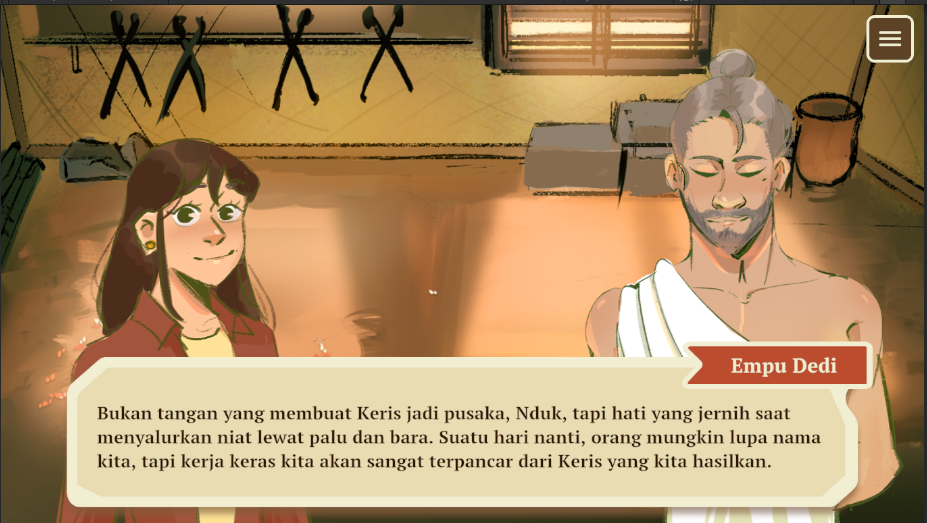 Empu Dedi
Bukan tangan yang membuat Keris jadi pusaka, Nduk, tapi hati yang jernih saat
menyalurkan niat lewat palu dan bara. Suatu hari nanti, orang mungkin lupa nama
kita, tapi kerja keras kita akan sangat terpancar dari Keris yang kita hasilkan.